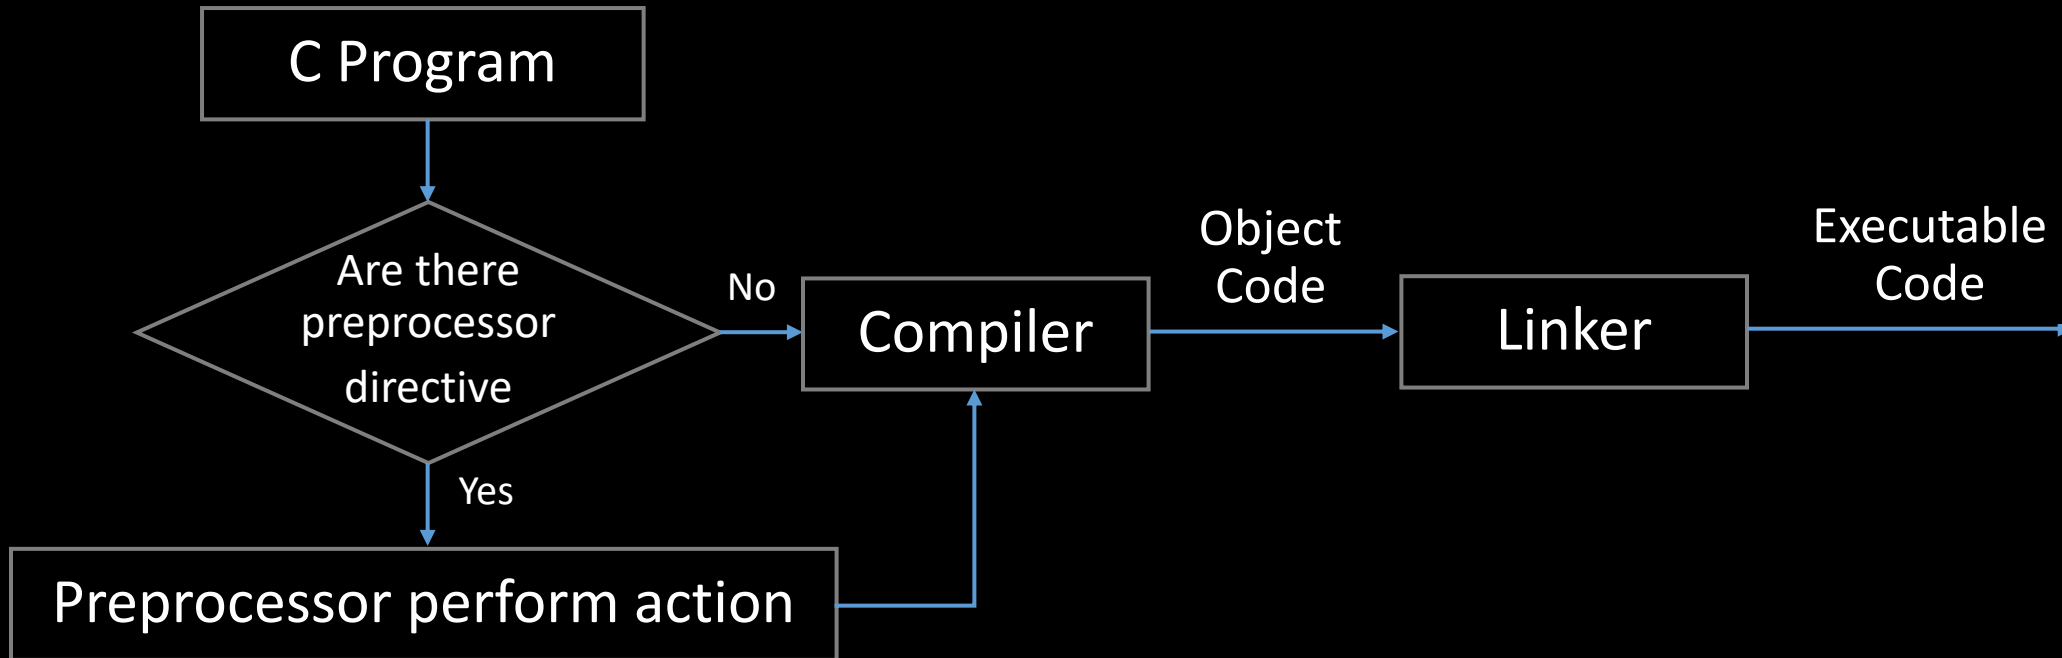 C Program
Are there
preprocessor
directive
No
Yes
Preprocessor perform action
Compiler
Object
Code
Linker
Executable
Code